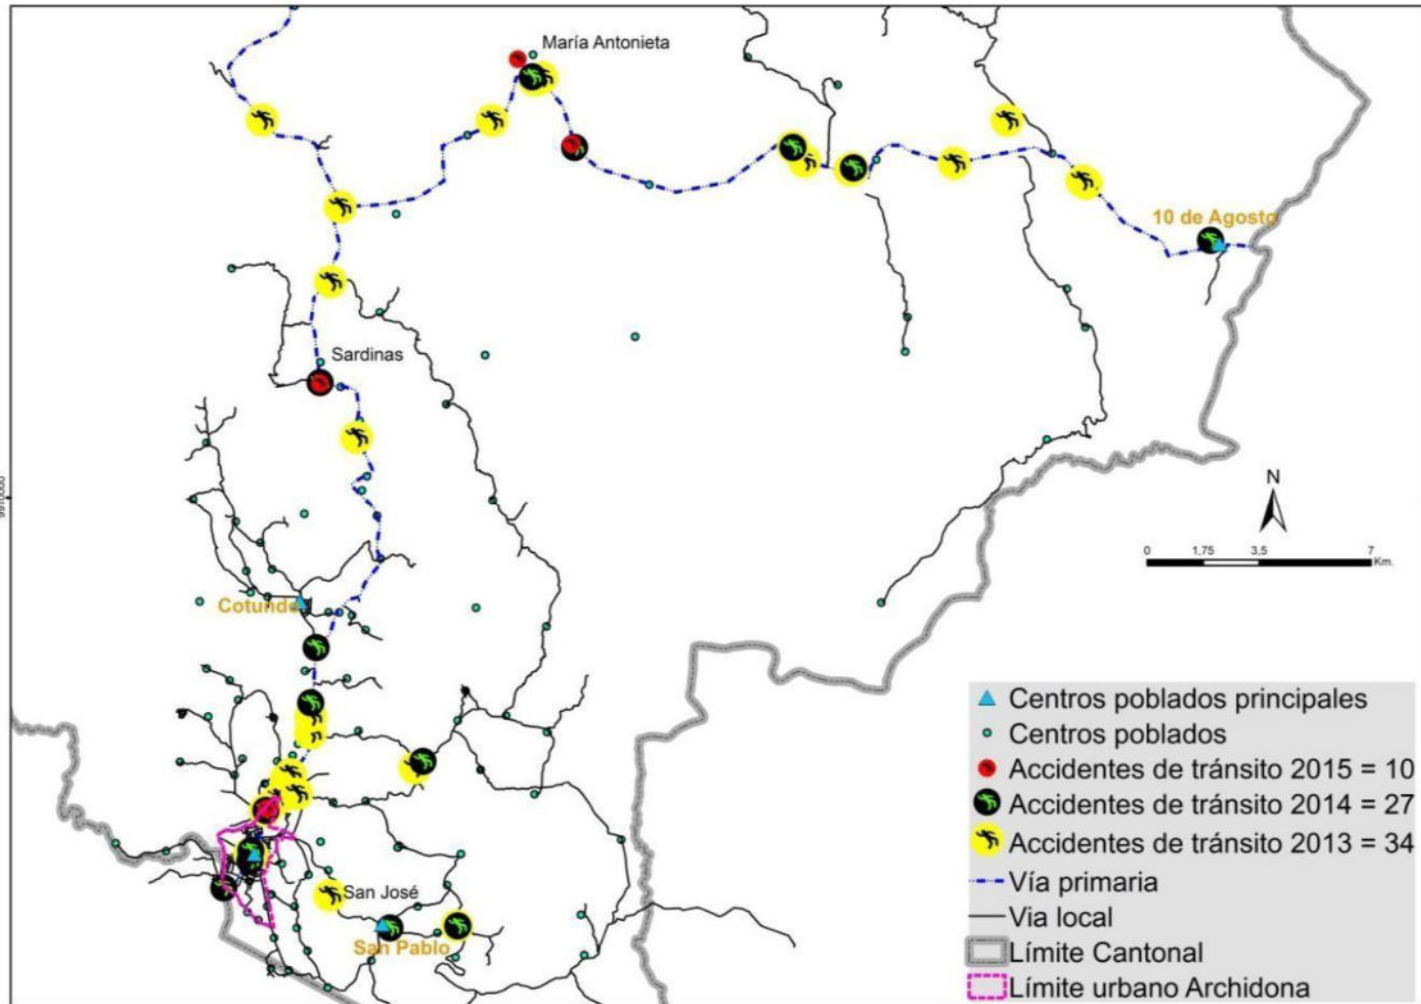 María Antonieta
10 de Agosto
Sardinas
N
0 1,75 3,5 7
Km.
Cotundo
San José
San Pablo
Centros poblados principales
Centros poblados
Accidentes de tránsito 2015 = 10
Accidentes de tránsito 2014 = 27
Accidentes de tránsito 2013 = 34
Vía primaria
Via local
Límite Cantonal
Límite urbano Archidona